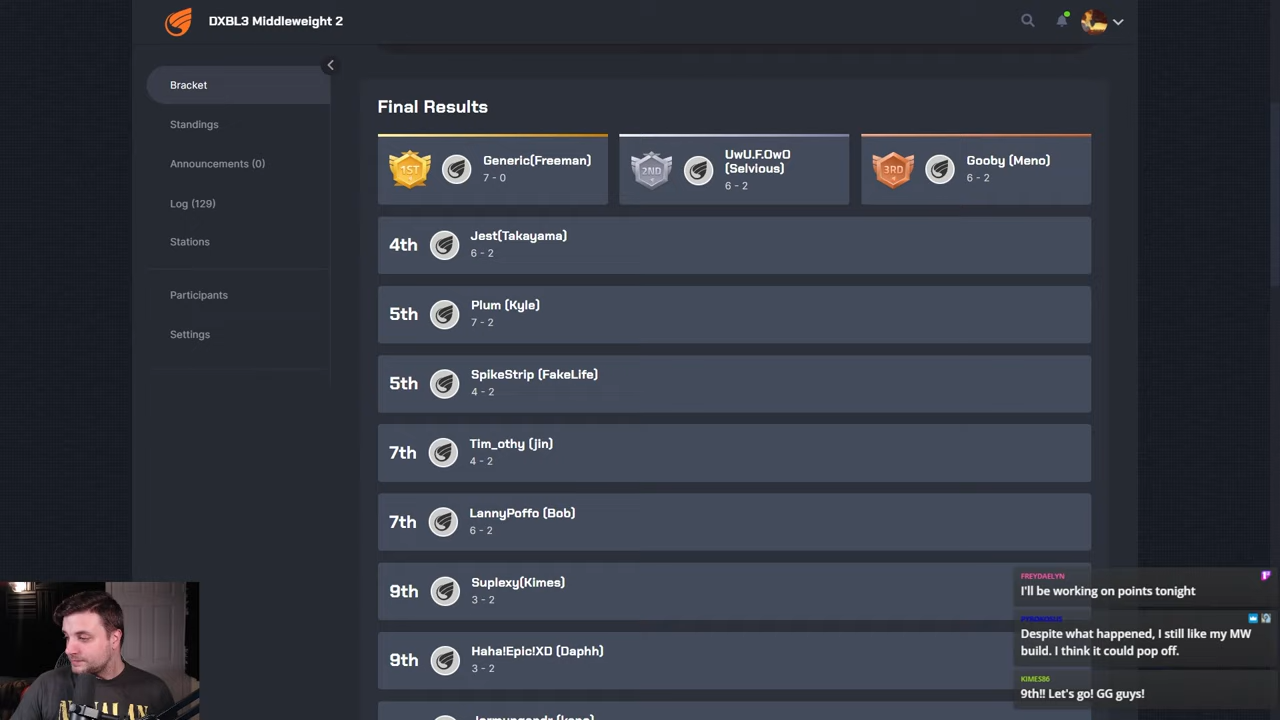 DXBL3 Middleweight 2
Bracket
Standings
Announcements (0)
Log (129)
Stations
Participants
Settings
Final Results
1ST
Generic(Freeman)
7 - 0
2ND
UwU.F.OwO
(Selvious)
6 - 2
3RD
Gooby (Meno)
6 - 2
4th
Jest(Takayama)
6 - 2
5th
Plum (Kyle)
7 - 2
5th
SpikeStrip (FakeLife)
4 - 2
7th
Tim_othy (jin)
4 - 2
7th
LannyPoffo (Bob)
6 - 2
9th
Suplexy(Kimes)
3 - 2
9th
Haha!Epic!XD (Daphh)
3 - 2
FREYDAELYN
I'll be working on points tonight
Despite what happened, I still like my MW
build. I think it could pop off.
KIMES86
9th!! Let's go! GG guys!